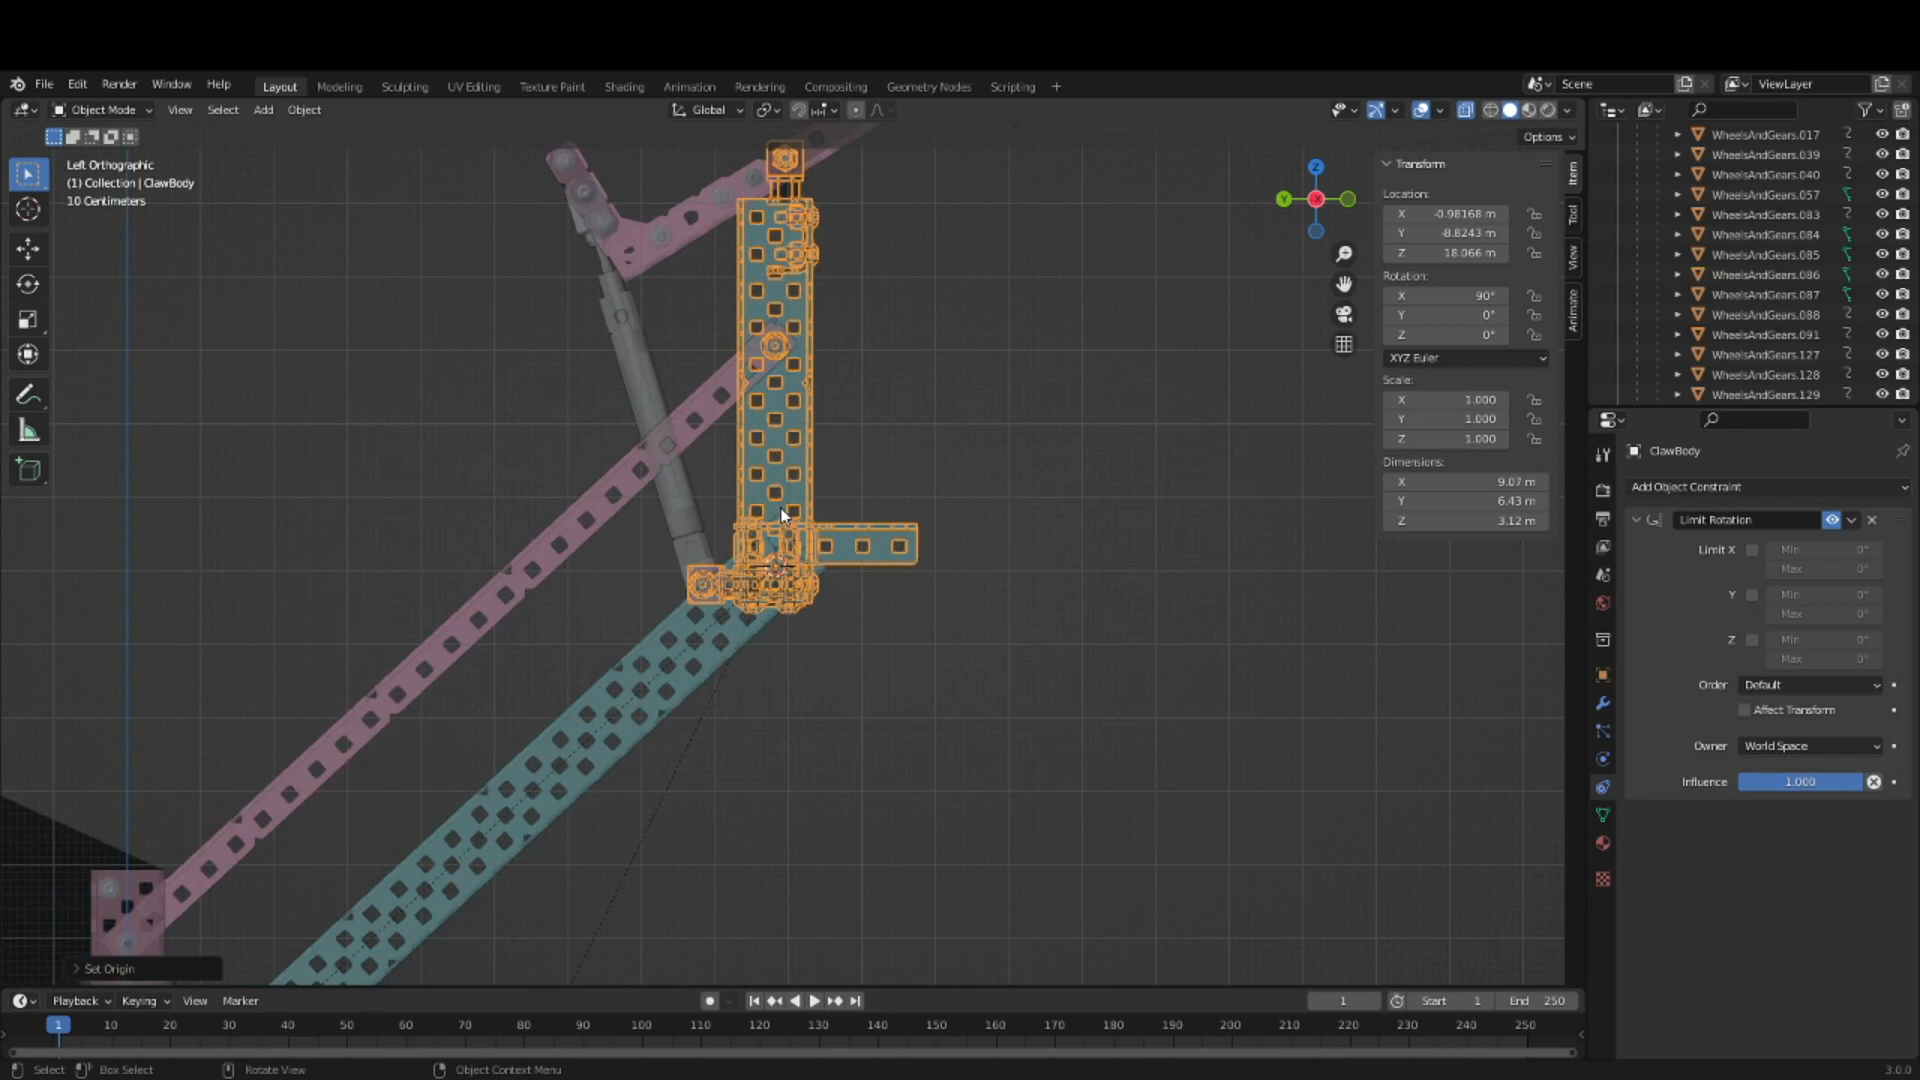 File Edit Render Window Help Layout Modeling Sculpting UV Editing Texture Paint Shading Animation Rendering Compositing Geometry Nodes Scripting + Scene ViewLayer
Object Mode View Select Add Object Global
Options
Left Orthographic
(1) Collection | ClawBody
10 Centimeters
Z
Y
X
Transform
Location:
X -0.98168 m
Y -8.8243 m
Z 18.066 m
Rotation:
X 90°
Y 0°
Z 0°
XYZ Euler
Scale:
X 1.000
Y 1.000
Z 1.000
Dimensions:
X 9.07 m
Y 6.43 m
Z 3.12 m
Item
Tool
View
Animate
WheelsAndGears.017
WheelsAndGears.039
WheelsAndGears.040
WheelsAndGears.057
WheelsAndGears.083
WheelsAndGears.084
WheelsAndGears.085
WheelsAndGears.086
WheelsAndGears.087
WheelsAndGears.088
WheelsAndGears.091
WheelsAndGears.127
WheelsAndGears.128
WheelsAndGears.129
ClawBody
Add Object Constraint
Limit Rotation
Limit X Min 0°
Max 0°
Y Min 0°
Max 0°
Z Min 0°
Max 0°
Order Default
Affect Transform
Owner World Space
Influence 1.000
Set Origin
Playback Keying View Marker 1 Start 1 End 250
1 10 20 30 40 50 60 70 80 90 100 110 120 130 140 150 160 170 180 190 200 210 220 230 240 250
Select Box Select Rotate View Object Context Menu 3.0.0